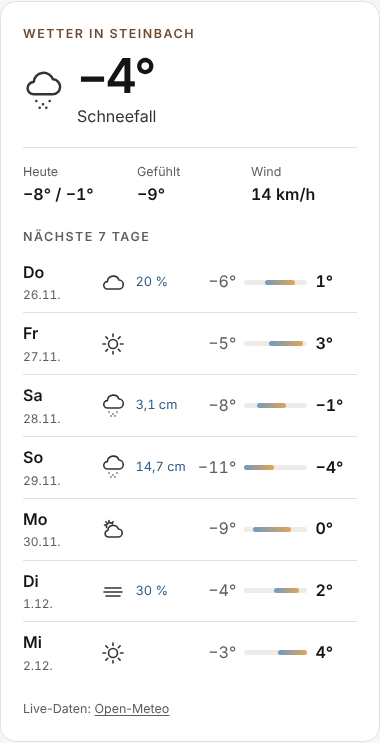 WETTER IN STEINBACH
−4°
Schneefall
Heute Gefühlt Wind
−8° / −1° −9° 14 km/h
NÄCHSTE 7 TAGE
Do 20 % −6° 1°
26.11.
Fr −5° 3°
27.11.
Sa 3,1 cm −8° −1°
28.11.
So 14,7 cm −11° −4°
29.11.
Mo −9° 0°
30.11.
Di 30 % −4° 2°
1.12.
Mi −3° 4°
2.12.
Live-Daten: Open-Meteo